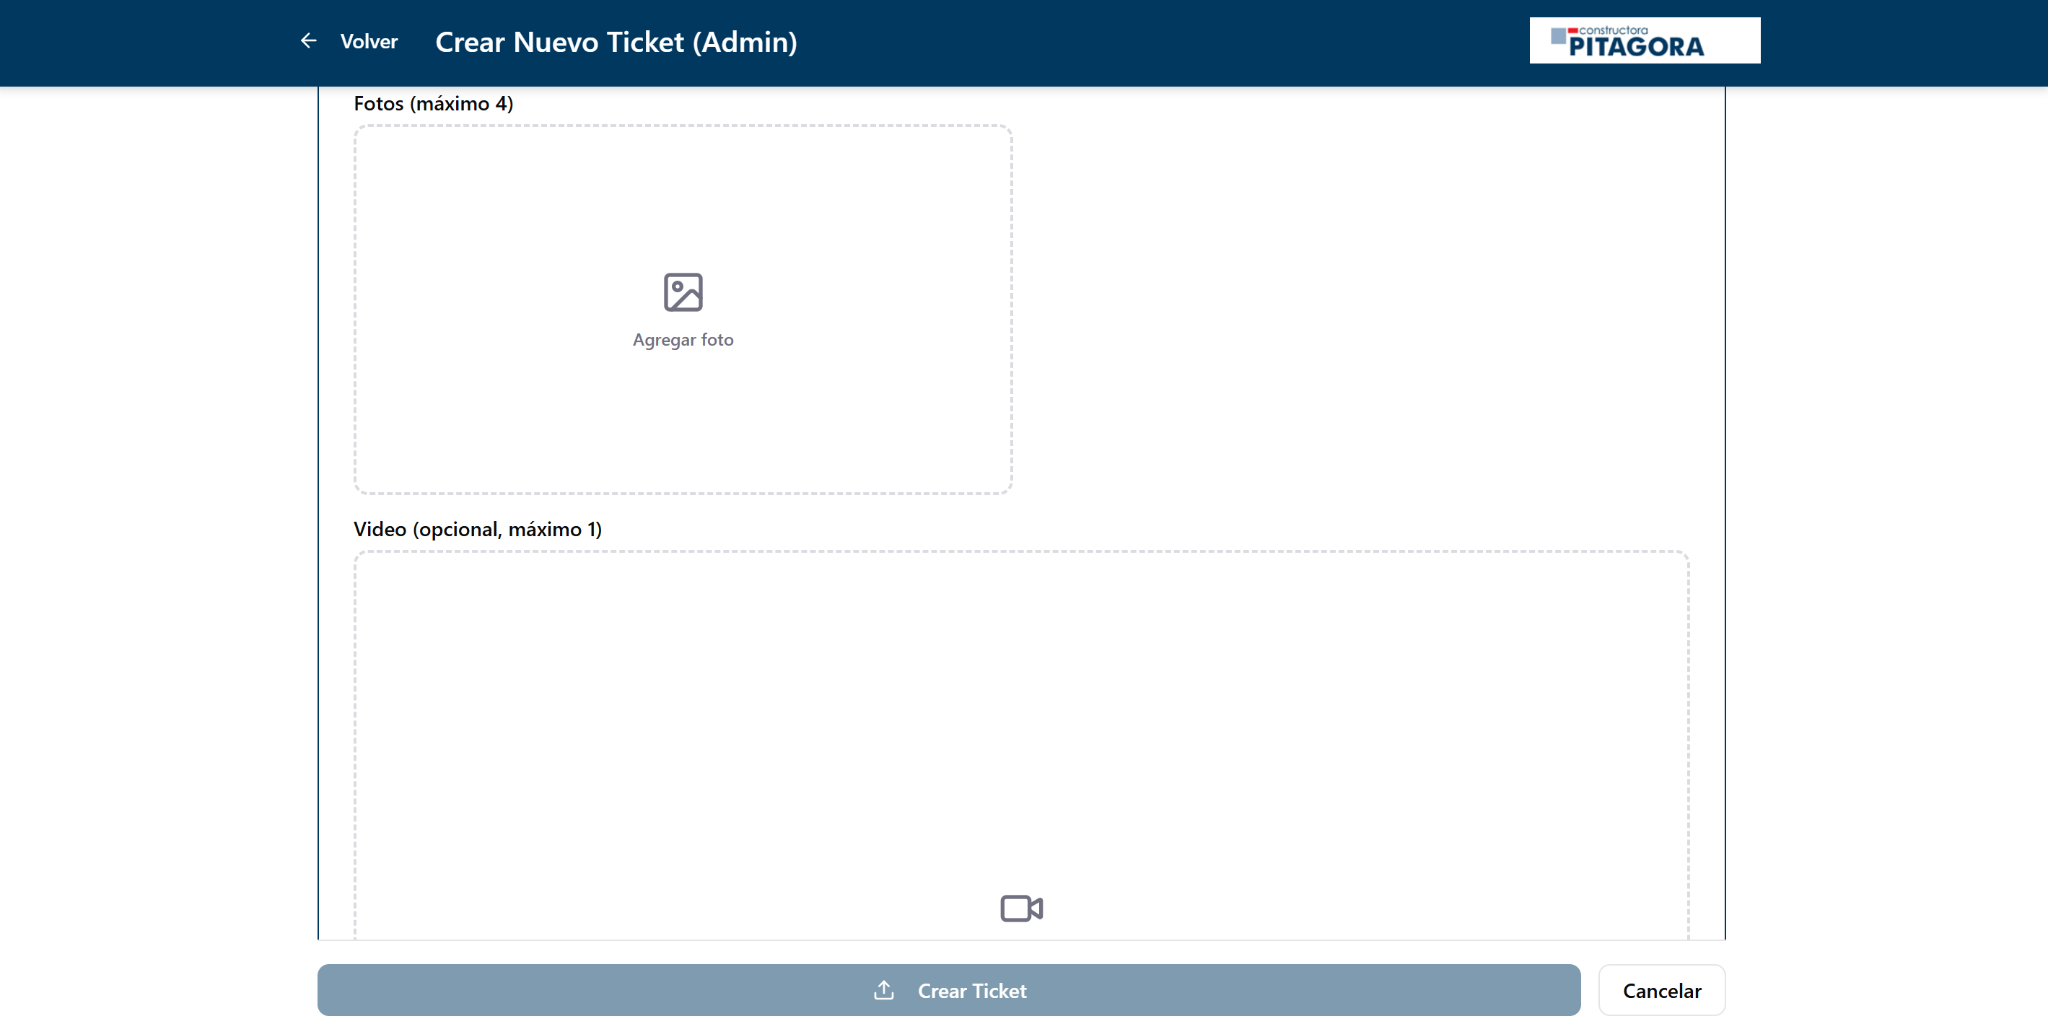 Volver
Crear Nuevo Ticket (Admin)
constructora
PITAGORA
Fotos (máximo 4)
Agregar foto
Video (opcional, máximo 1)
Crear Ticket
Cancelar